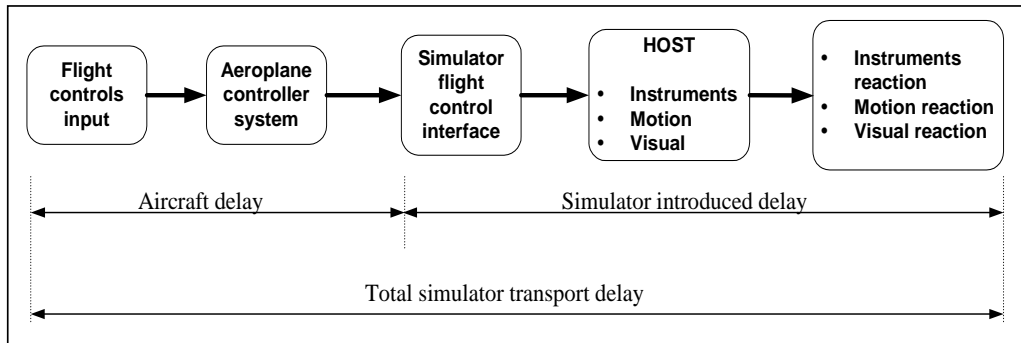 Flight
controls
input
Aeroplane
controller
system
Simulator
flight
control
interface
HOST
• Instruments
• Motion
• Visual
• Instruments
reaction
• Motion reaction
• Visual reaction
Aircraft delay
Simulator introduced delay
Total simulator transport delay